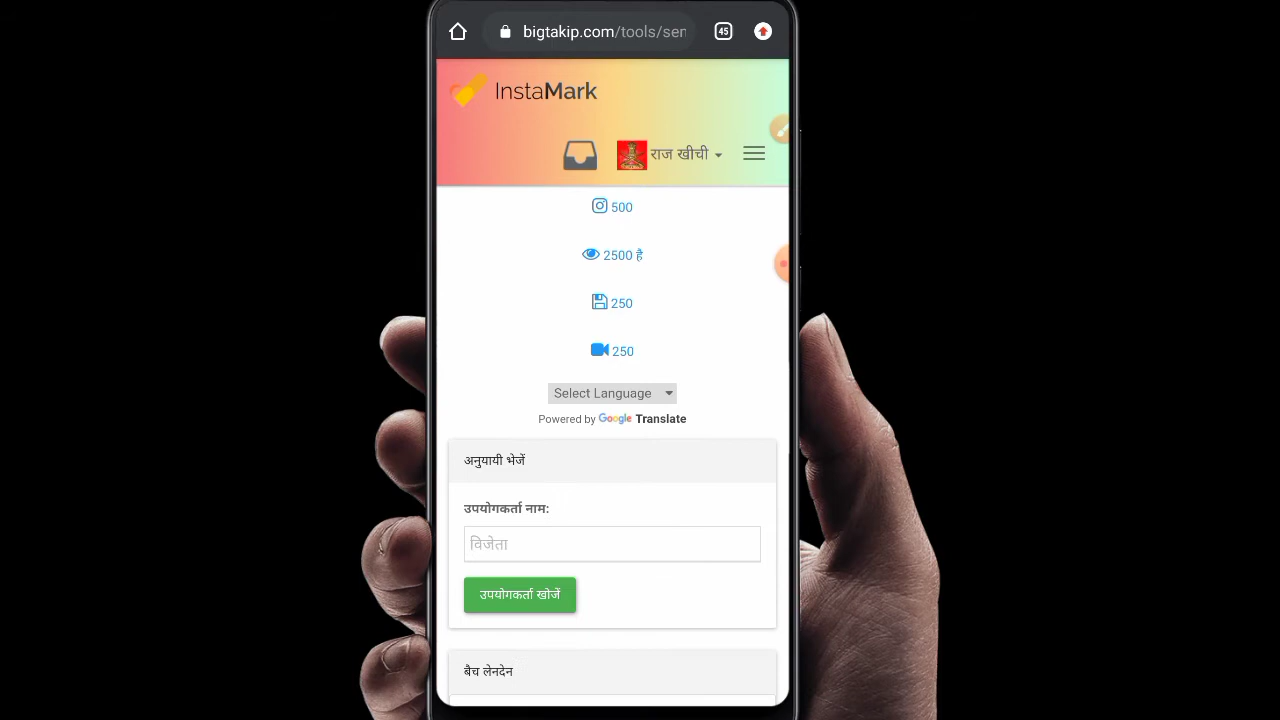 bigtakip.com/tools/sen
45
InstaMark
राज खीची
500
2500 है
250
250
Select Language
Powered by Google Translate
अनुयायी भेजें
उपयोगकर्ता नाम:
विजेता
उपयोगकर्ता खोजें
बैच लेनदेन